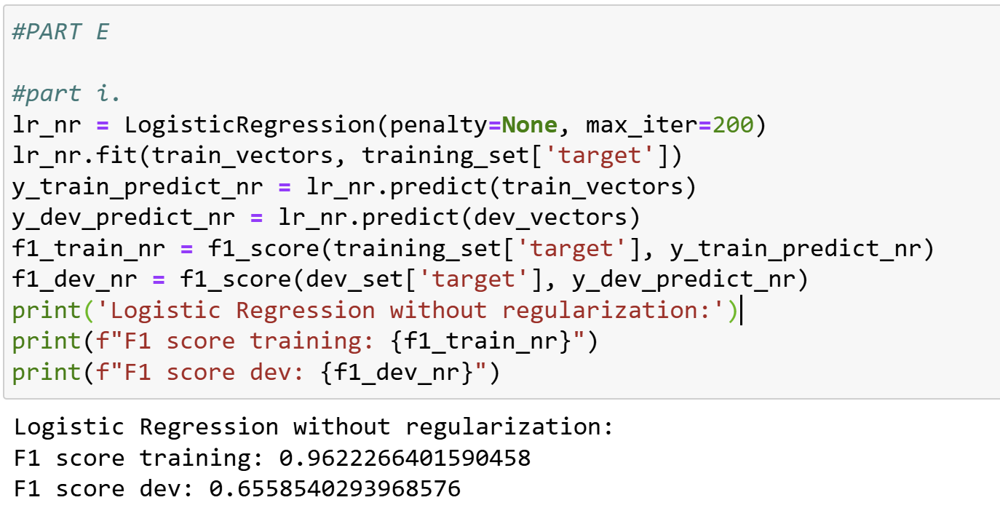 #PART E
#part i.
lr_nr = LogisticRegression(penalty=None, max_iter=200)
lr_nr.fit(train_vectors, training_set['target'])
y_train_predict_nr = lr_nr.predict(train_vectors)
y_dev_predict_nr = lr_nr.predict(dev_vectors)
f1_train_nr = f1_score(training_set['target'], y_train_predict_nr)
f1_dev_nr = f1_score(dev_set['target'], y_dev_predict_nr)
print('Logistic Regression without regularization:')
print(f"F1 score training: {f1_train_nr}")
print(f"F1 score dev: {f1_dev_nr}")
Logistic Regression without regularization:
F1 score training: 0.9622266401590458
F1 score dev: 0.6558540293968576